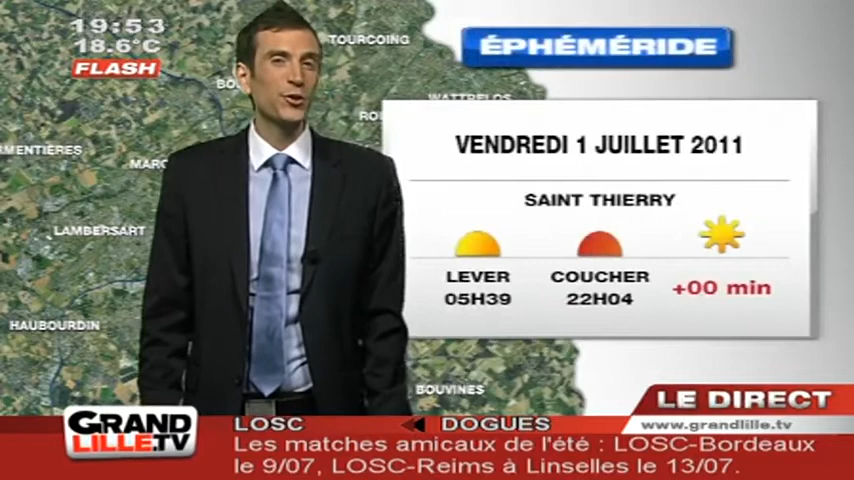 19:53
18.6°C
FLASH
TOURCOING
ÉPHÉMÉRIDE
WATTRELOS
MENTIÈRES
MARC
LAMBERSART
HAUBOURDIN
BOUVINES
VENDREDI 1 JUILLET 2011
SAINT THIERRY
LEVER
05H39
COUCHER
22H04
+00 min
LE DIRECT
www.grandlille.tv
GRAND
LILLE.TV
LOSC DOGUES
Les matches amicaux de l'été : LOSC-Bordeaux
le 9/07, LOSC-Reims à Linselles le 13/07.